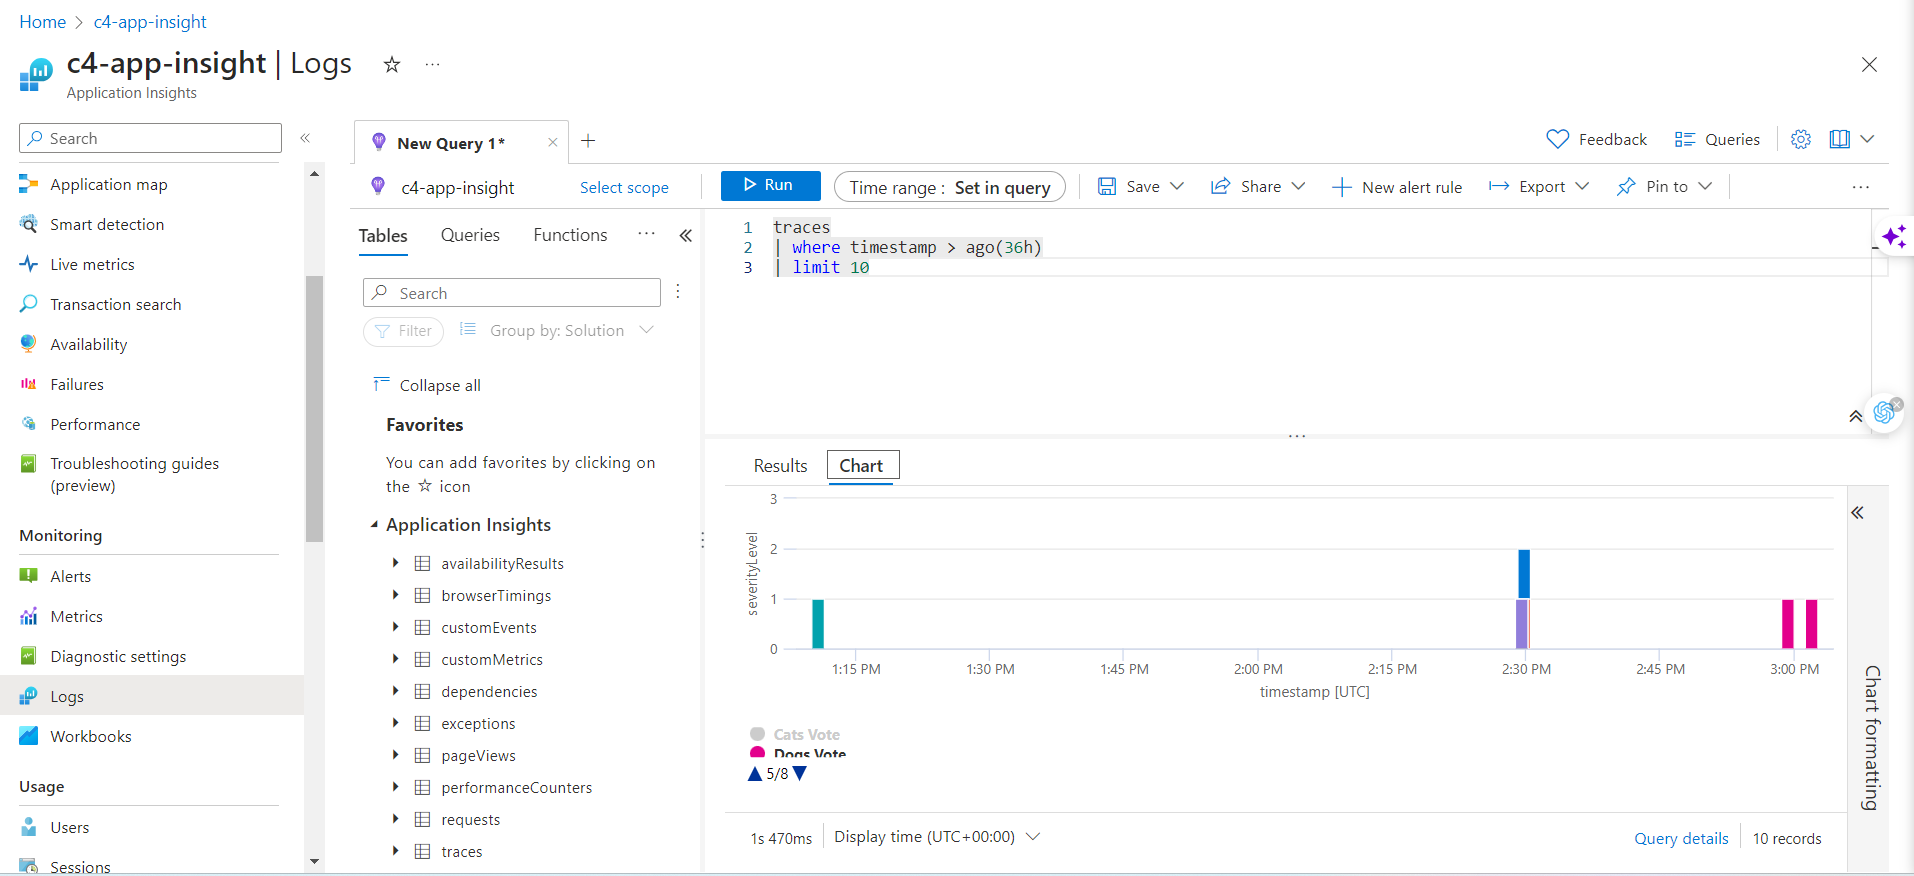 Home > c4-app-insight
c4-app-insight | Logs
Application Insights
Search
Application map
Smart detection
Live metrics
Transaction search
Availability
Failures
Performance
Troubleshooting guides
(preview)
Monitoring
Alerts
Metrics
Diagnostic settings
Logs
Workbooks
Usage
Users
Sessions
New Query 1*
Feedback
Queries
c4-app-insight
Select scope
Run
Time range : Set in query
Save
Share
New alert rule
Export
Pin to
Tables
Queries
Functions
Search
Filter
Group by: Solution
Collapse all
Favorites
You can add favorites by clicking on
the ☆ icon
Application Insights
availabilityResults
browserTimings
customEvents
customMetrics
dependencies
exceptions
pageViews
performanceCounters
requests
traces
1 traces
2 | where timestamp > ago(36h)
3 | limit 10
Results
Chart
3
2
1
0
severityLevel
1:15 PM
1:30 PM
1:45 PM
2:00 PM
2:15 PM
2:30 PM
2:45 PM
3:00 PM
timestamp [UTC]
Cats Vote
Dogs Vote
5/8
Chart formatting
1s 470ms
Display time (UTC+00:00)
Query details
10 records